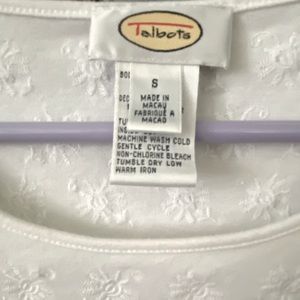 Talbots
S
MADE IN
MACAU
FABRIQUÉ A
MACAO
MACHINE WASH COLD
GENTLE CYCLE
NON-CHLORINE BLEACH
TUMBLE DRY LOW
WARM IRON